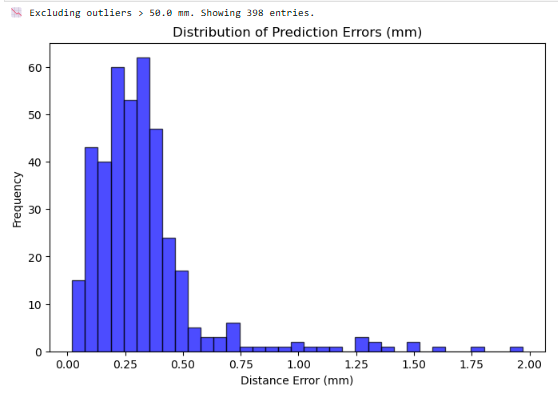 Excluding outliers > 50.0 mm. Showing 398 entries.
Distribution of Prediction Errors (mm)
Frequency
60
50
40
30
20
10
0
0.00 0.25 0.50 0.75 1.00 1.25 1.50 1.75 2.00
Distance Error (mm)